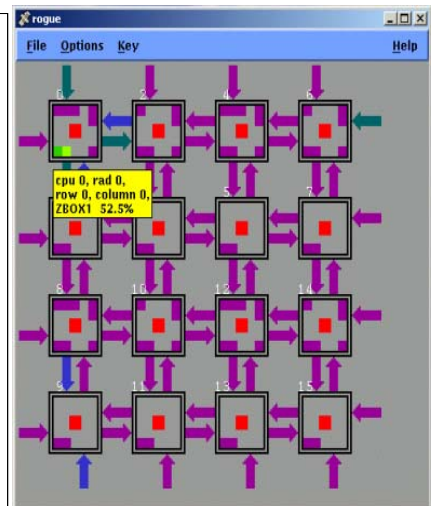 rogue
File Options Key Help
0 2 4 6
cpu 0, rad 0,
row 0, column 0,
ZBOX1 52.5%
5 7
8 10 12 14
9 11 13 15